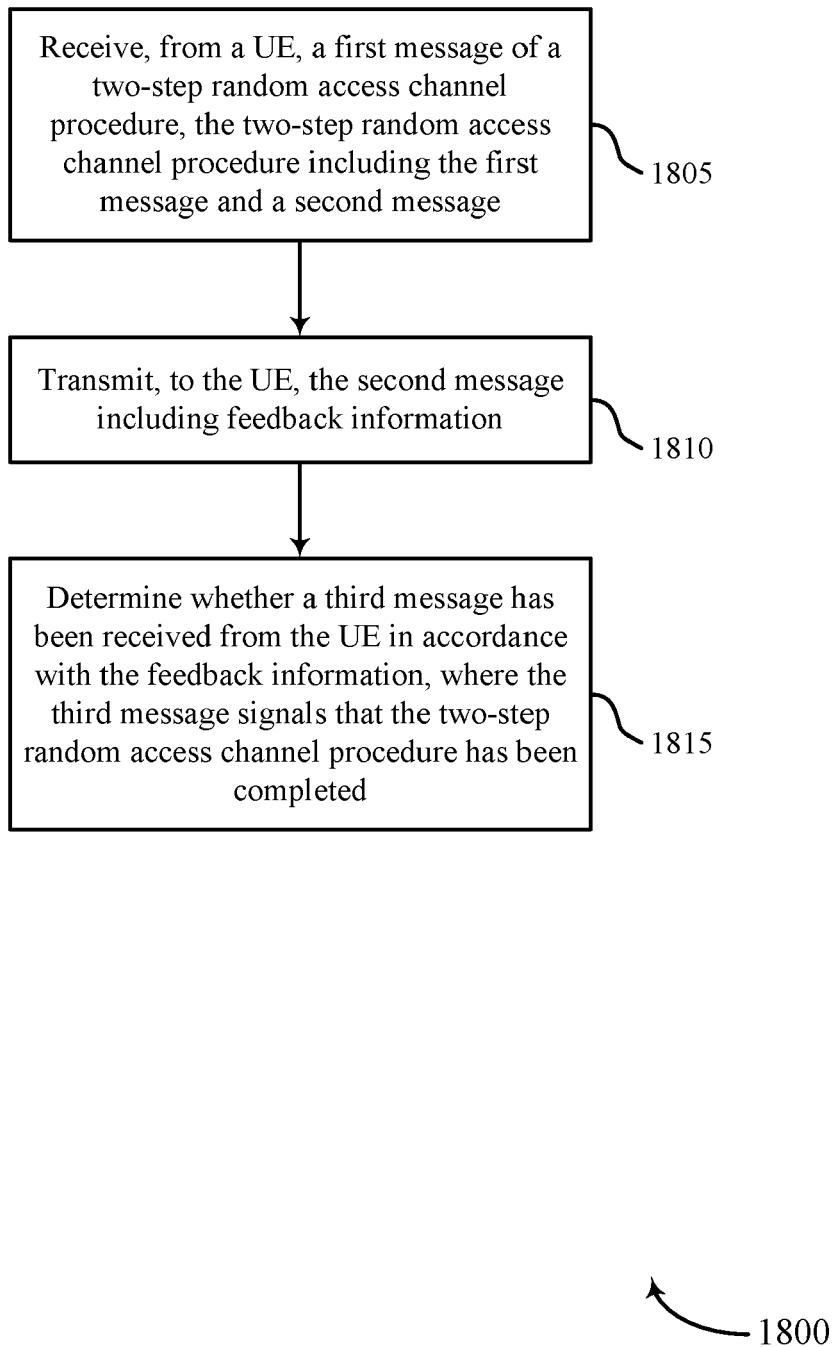 Receive, from a UE, a first message of a
two-step random access channel
procedure, the two-step random access
channel procedure including the first
message and a second message
1805
Transmit, to the UE, the second message
including feedback information
1810
Determine whether a third message has
been received from the UE in accordance
with the feedback information, where the
third message signals that the two-step
random access channel procedure has been
completed
1815
1800